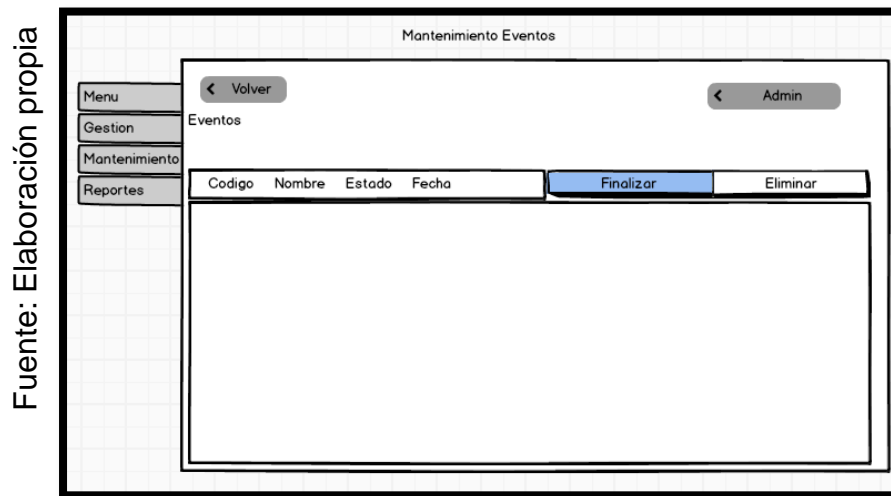 Fuente: Elaboración propia
Mantenimiento Eventos
Volver
Admin
Menu
Gestion
Mantenimiento
Reportes
Eventos
Codigo Nombre Estado Fecha Finalizar Eliminar